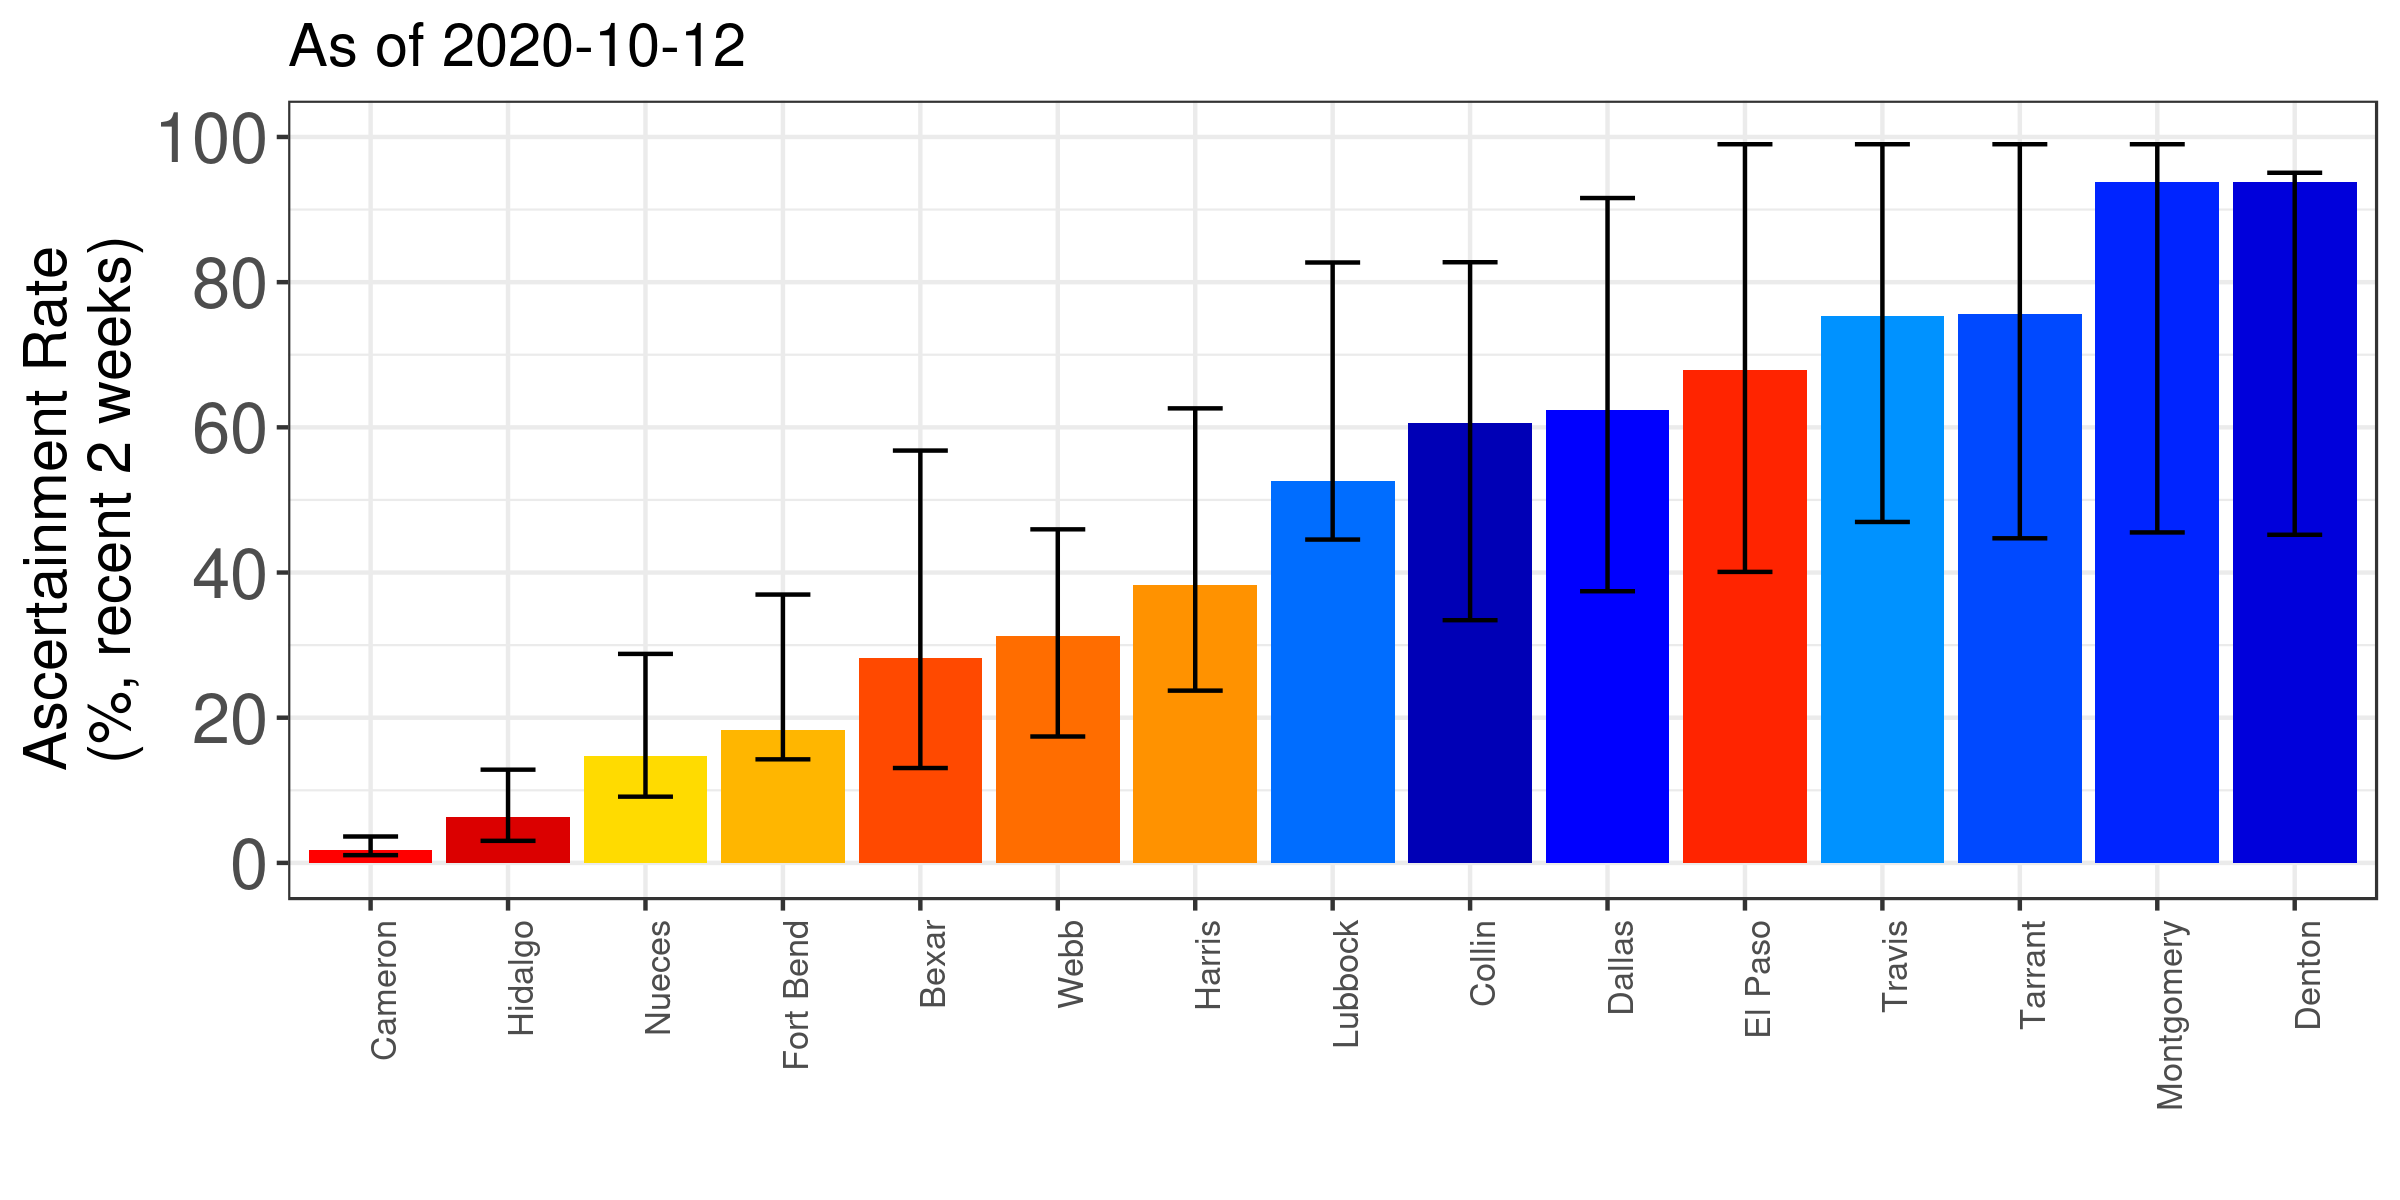 As of 2020-10-12
Ascertainment Rate
(%, recent 2 weeks)
100
80
60
40
20
0
Cameron
Hidalgo
Nueces
Fort Bend
Bexar
Webb
Harris
Lubbock
Collin
Dallas
El Paso
Travis
Tarrant
Montgomery
Denton